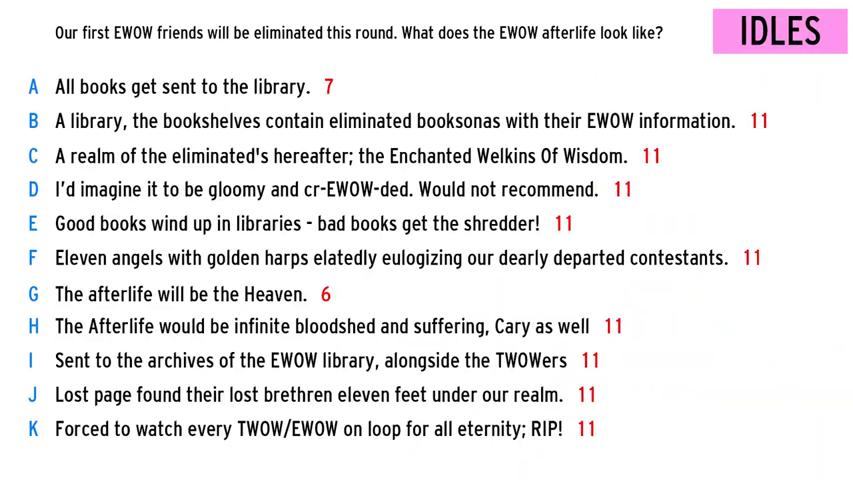 Our first EWOW friends will be eliminated this round. What does the EWOW afterlife look like?
IDLES
A All books get sent to the library. 7
B A library, the bookshelves contain eliminated booksonas with their EWOW information. 11
C A realm of the eliminated's hereafter; the Enchanted Welkins Of Wisdom. 11
D I'd imagine it to be gloomy and cr-EWOW-ded. Would not recommend. 11
E Good books wind up in libraries - bad books get the shredder! 11
F Eleven angels with golden harps elatedly eulogizing our dearly departed contestants. 11
G The afterlife will be the Heaven. 6
H The Afterlife would be infinite bloodshed and suffering, Cary as well 11
I Sent to the archives of the EWOW library, alongside the TWOWers 11
J Lost page found their lost brethren eleven feet under our realm. 11
K Forced to watch every TWOW/EWOW on loop for all eternity; RIP! 11